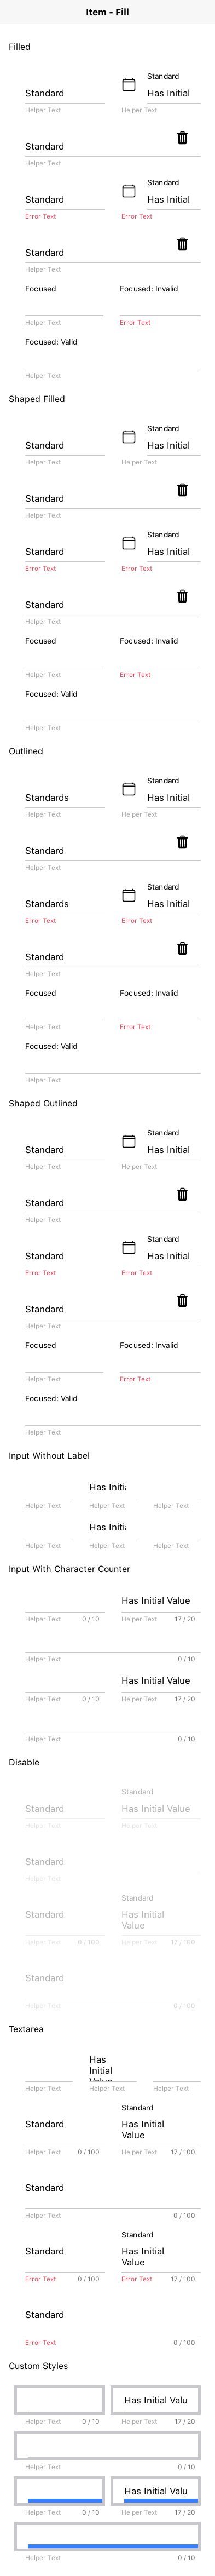 Item - Fill
Filled
Standard
Standard Has Initial
Helper Text Helper Text
Standard
Helper Text
Standard
Standard Has Initial
Error Text Error Text
Standard
Helper Text
Focused Focused: Invalid
Helper Text Error Text
Focused: Valid
Helper Text
Shaped Filled
Standard
Standard Has Initial
Helper Text Helper Text
Standard
Helper Text
Standard
Standard Has Initial
Error Text Error Text
Standard
Helper Text
Focused Focused: Invalid
Helper Text Error Text
Focused: Valid
Helper Text
Outlined
Standard
Standards Has Initial
Helper Text Helper Text
Standard
Helper Text
Standard
Standards Has Initial
Error Text Error Text
Standard
Helper Text
Focused Focused: Invalid
Helper Text Error Text
Focused: Valid
Helper Text
Shaped Outlined
Standard
Standard Has Initial
Helper Text Helper Text
Standard
Helper Text
Standard
Standard Has Initial
Error Text Error Text
Standard
Helper Text
Focused Focused: Invalid
Helper Text Error Text
Focused: Valid
Helper Text
Input Without Label
Has Initi
Helper Text Helper Text Helper Text
Has Initi
Helper Text Helper Text Helper Text
Input With Character Counter
Has Initial Value
Helper Text 0 / 10 Helper Text 17 / 20
Helper Text 0 / 10
Has Initial Value
Helper Text 0 / 10 Helper Text 17 / 20
Helper Text 0 / 10
Disable
Standard
Standard Has Initial Value
Helper Text Helper Text
Standard
Helper Text
Standard
Standard Has Initial
Value
Helper Text 0 / 100 Helper Text 17 / 100
Standard
Helper Text 0 / 100
Textarea
Has
Initial
Value
Helper Text Helper Text Helper Text
Standard
Standard Has Initial
Value
Helper Text 0 / 100 Helper Text 17 / 100
Standard
Helper Text 0 / 100
Standard
Standard Has Initial
Value
Error Text 0 / 100 Error Text 17 / 100
Standard
Error Text 0 / 100
Custom Styles
Has Initial Valu
Helper Text 0 / 10 Helper Text 17 / 20
Helper Text 0 / 10
Has Initial Valu
Helper Text 0 / 10 Helper Text 17 / 20
Helper Text 0 / 10